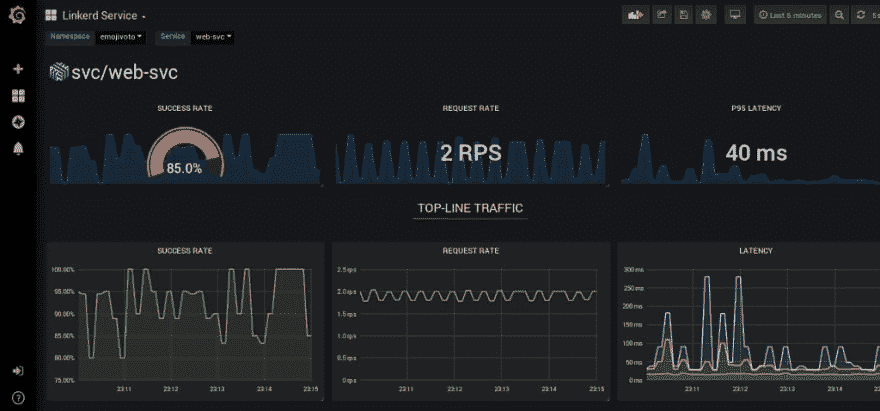 Linkerd Service
Last 5 minutes
Namespace emojivoto Service web-svc
svc/web-svc
SUCCESS RATE REQUEST RATE P95 LATENCY
85.0% 2 RPS 40 ms
TOP-LINE TRAFFIC
SUCCESS RATE
100.00%
95.00%
90.00%
85.00%
80.00%
75.00%
23:11 23:12 23:13 23:14 23:15
REQUEST RATE
2.5 rps
2.0 rps
1.5 rps
1.0 rps
0.5 rps
0 rps
23:11 23:12 23:13 23:14 23:15
LATENCY
300 ms
250 ms
200 ms
150 ms
100 ms
50 ms
0 ms
23:11 23:12 23:13 23:14